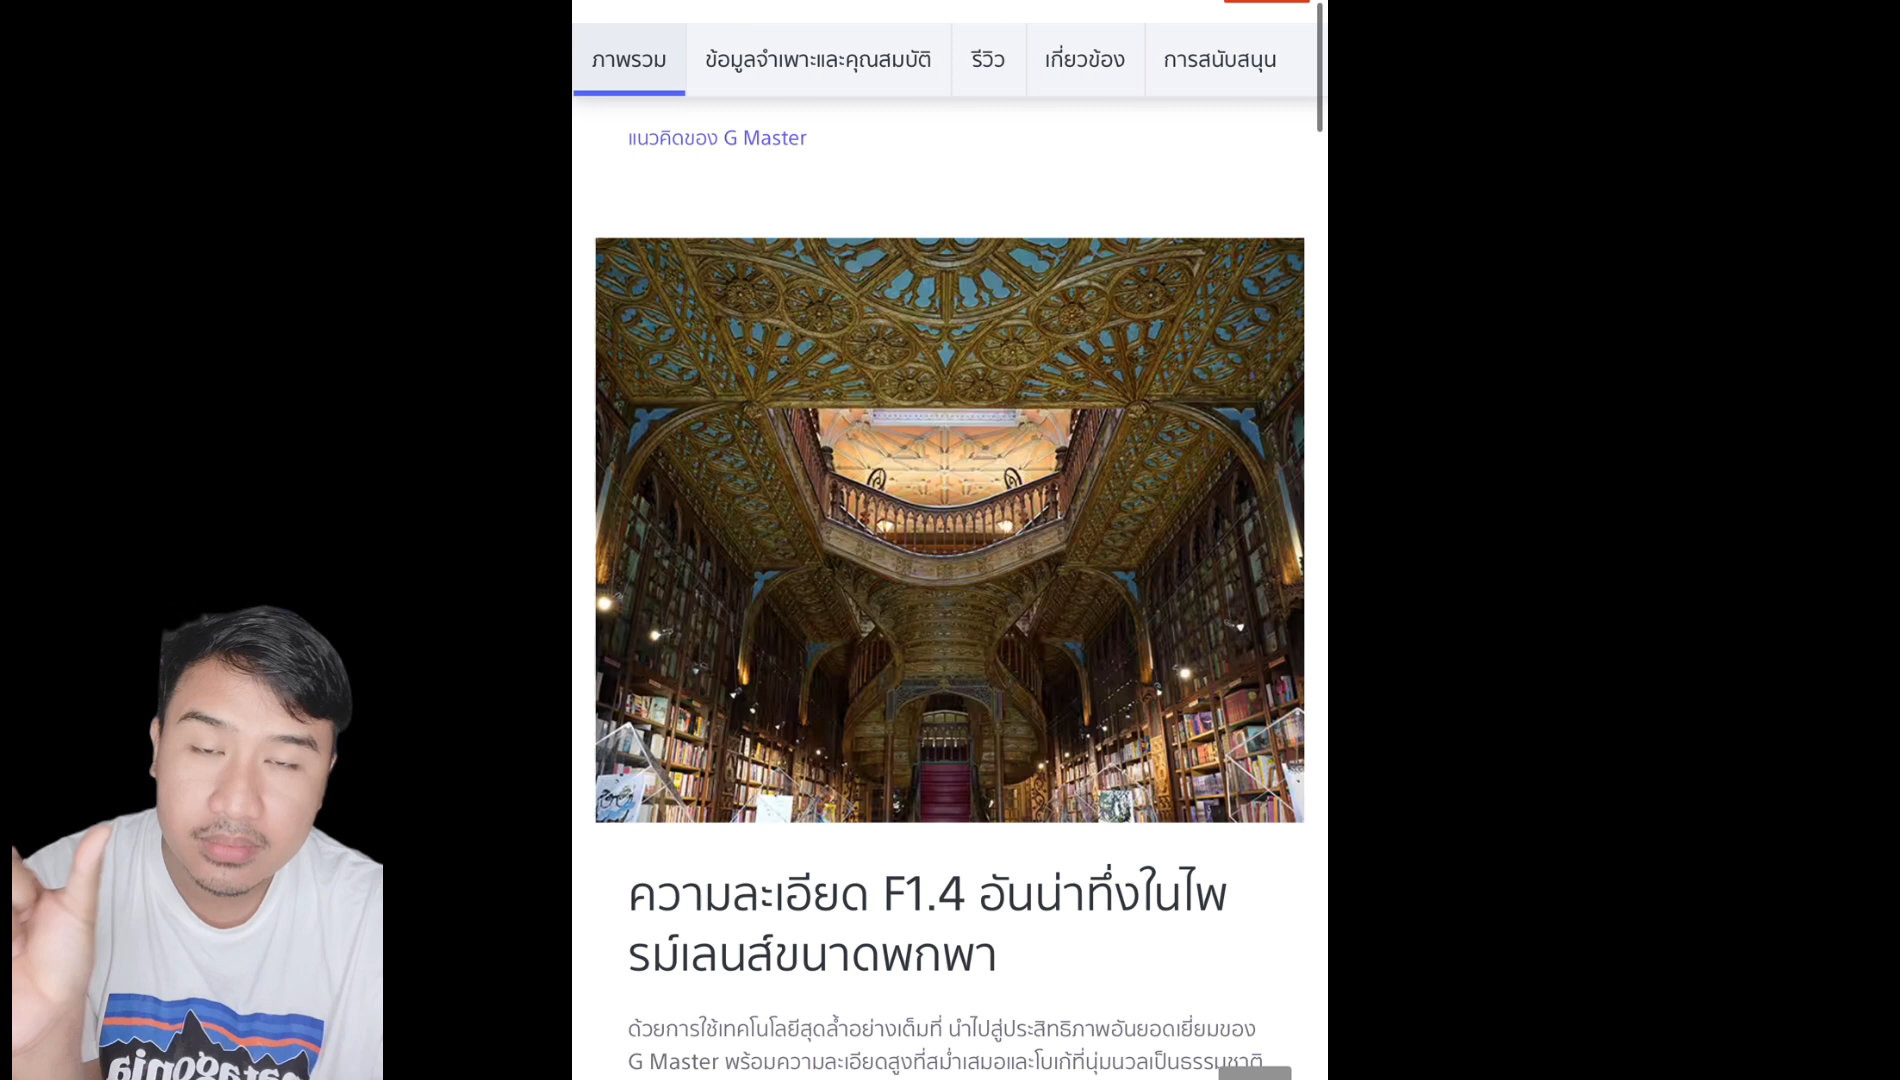 ภาพรวม
ข้อมูลจำเพาะและคุณสมบัติ
รีวิว
เกี่ยวข้อง
การสนับสนุน
แนวคิดของ G Master
ความละเอียด F1.4 อันน่าทึ่งในไพ
รม์เลนส์ขนาดพกพา
ด้วยการใช้เทคโนโลยีสุดล้ำอย่างเต็มที่ นำไปสู่ประสิทธิภาพอันยอดเยี่ยมของ
G Master พร้อมความละเอียดสูงที่สม่ำเสมอและโบเก้ที่นุ่มนวลเป็นธรรมชาติ
patagonia